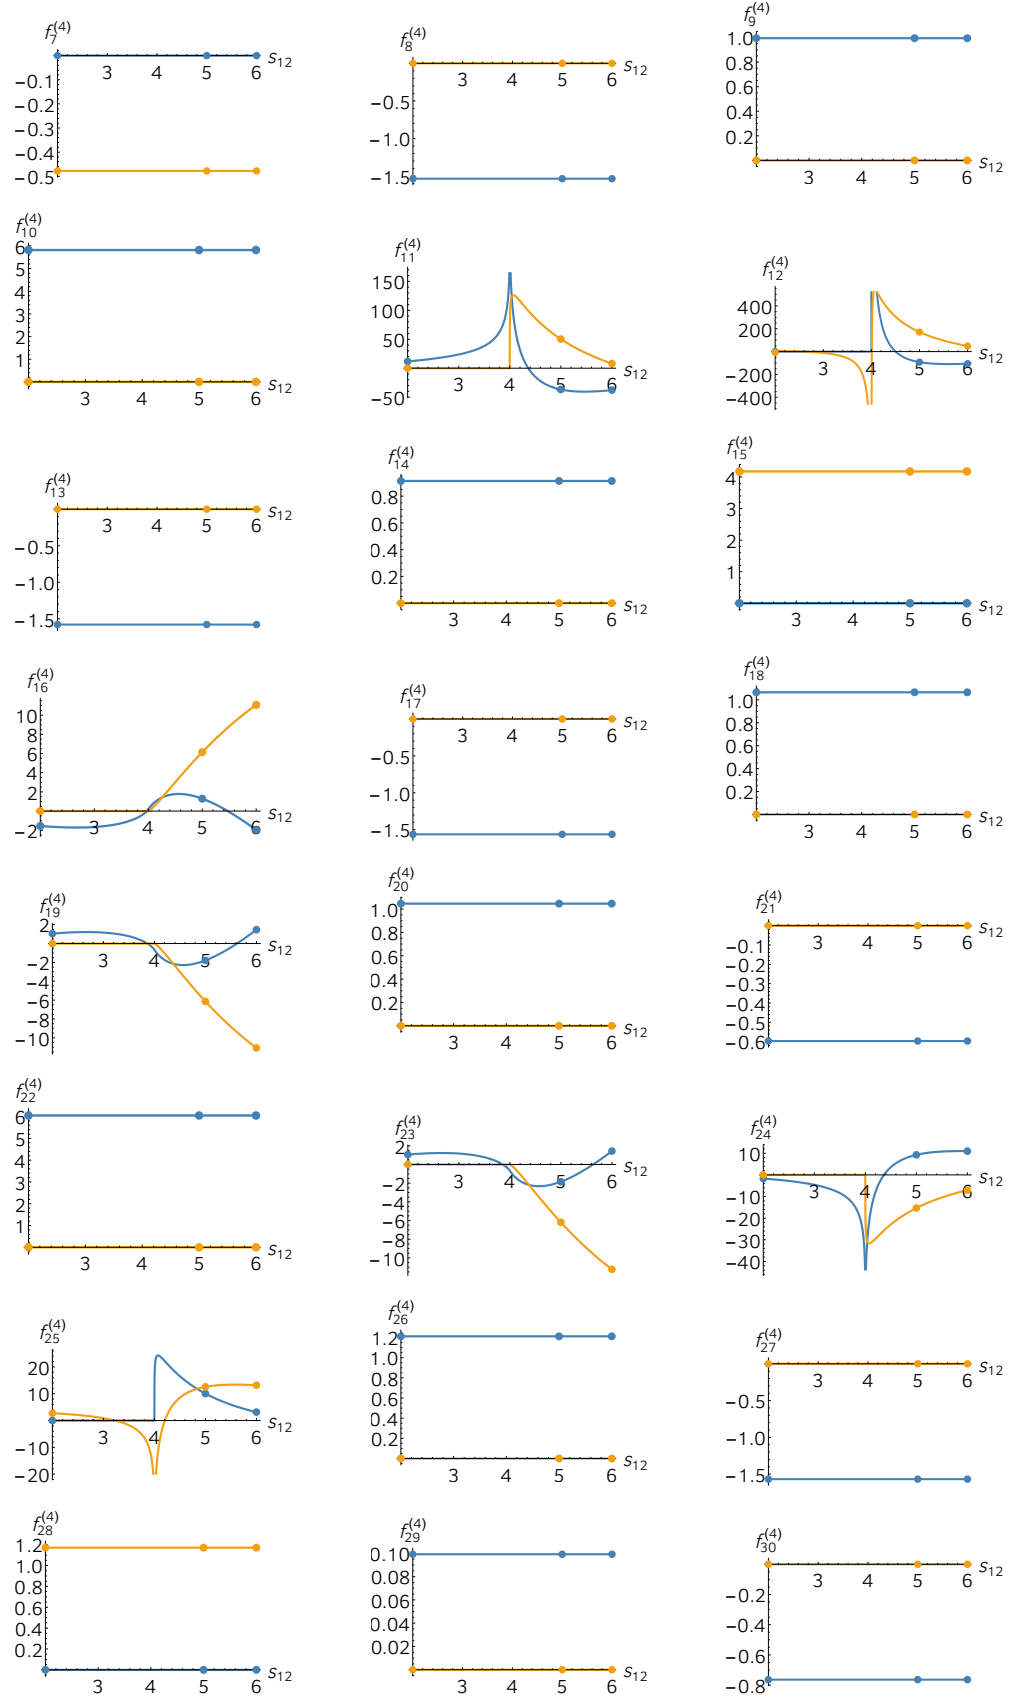 f_7^(4) f_8^(4) f_9^(4)
s_12 3 4 5 6 −0.1 −0.2 −0.3 −0.4 −0.5
s_12 3 4 5 6 −0.5 −1.0 −1.5
1.0 0.8 0.6 0.4 0.2 3 4 5 6 s_12
f_10^(4) f_11^(4) f_12^(4)
6 5 4 3 2 1 3 4 5 6 s_12
150 100 50 −50 3 4 5 6 s_12
400 200 −200 −400 3 4 5 6 s_12
f_13^(4) f_14^(4) f_15^(4)
s_12 3 4 5 6 −0.5 −1.0 −1.5
0.8 0.6 0.4 0.2 3 4 5 6 s_12
4 3 2 1 3 4 5 6 s_12
f_16^(4) f_17^(4) f_18^(4)
10 8 6 4 2 −2 3 4 5 6 s_12
s_12 3 4 5 6 −0.5 −1.0 −1.5
1.0 0.8 0.6 0.4 0.2 3 4 5 6 s_12
f_19^(4) f_20^(4) f_21^(4)
2 −2 −4 −6 −8 −10 3 4 5 6 s_12
1.0 0.8 0.6 0.4 0.2 3 4 5 6 s_12
s_12 3 4 5 6 −0.1 −0.2 −0.3 −0.4 −0.5 −0.6
f_22^(4) f_23^(4) f_24^(4)
6 5 4 3 2 1 3 4 5 6 s_12
2 −2 −4 −6 −8 −10 3 4 5 6 s_12
10 −10 −20 −30 −40 3 4 5 6 s_12
f_25^(4) f_26^(4) f_27^(4)
20 10 −10 −20 3 4 5 6 s_12
1.2 1.0 0.8 0.6 0.4 0.2 3 4 5 6 s_12
s_12 3 4 5 6 −0.5 −1.0 −1.5
f_28^(4) f_29^(4) f_30^(4)
1.2 1.0 0.8 0.6 0.4 0.2 3 4 5 6 s_12
0.10 0.08 0.06 0.04 0.02 3 4 5 6 s_12
s_12 3 4 5 6 −0.2 −0.4 −0.6 −0.8